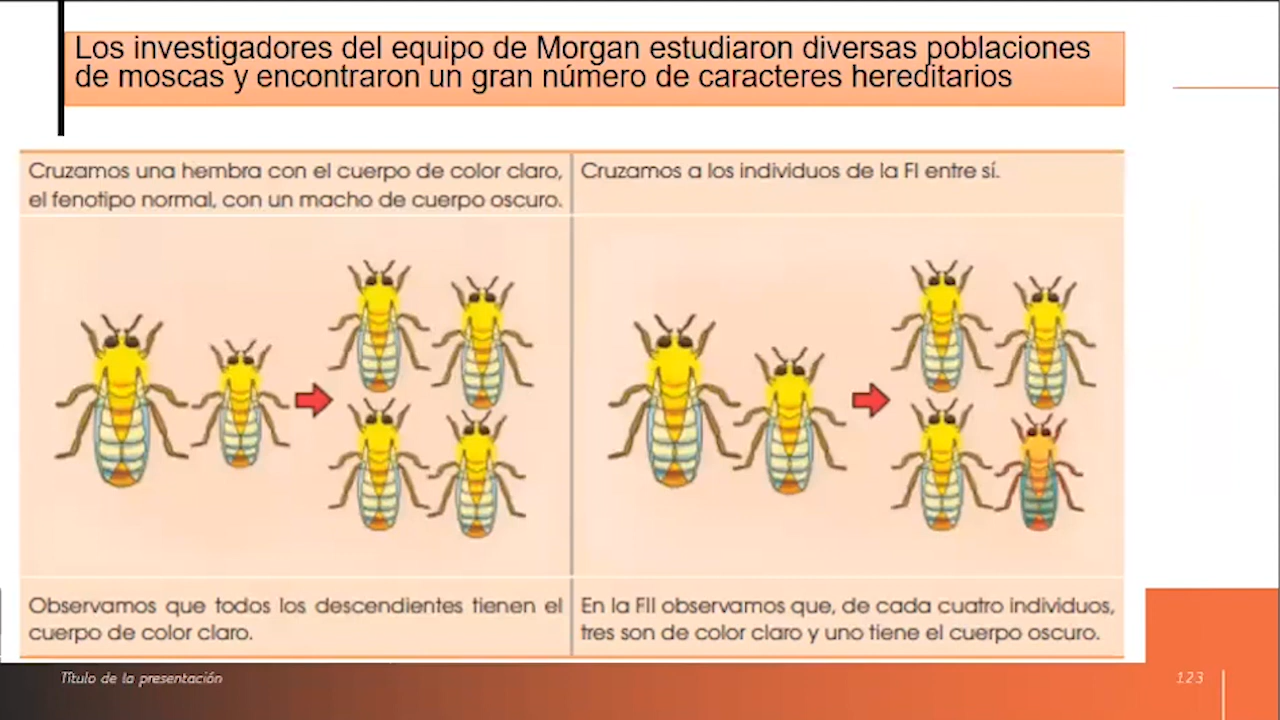 Los investigadores del equipo de Morgan estudiaron diversas poblaciones
de moscas y encontraron un gran número de caracteres hereditarios
Cruzamos una hembra con el cuerpo de color claro,
el fenotipo normal, con un macho de cuerpo oscuro.
Cruzamos a los individuos de la FI entre sí.
Observamos que todos los descendientes tienen el
cuerpo de color claro.
En la FII observamos que, de cada cuatro individuos,
tres son de color claro y uno tiene el cuerpo oscuro.
Título de la presentación
123